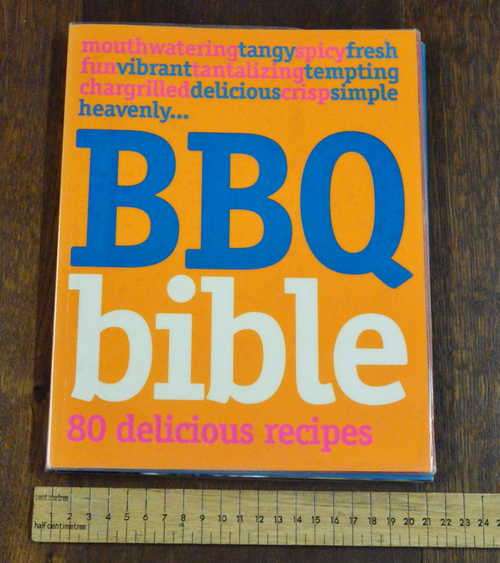 mouthwateringtangyspicyfresh
funvibranttantalizingtempting
chargrilleddeliciouscrispsimple
heavenly...
BBQ
bible
80 delicious recipes
centimetres
1 2 3 4 5 6 7 8 9 10 11 12 13 14 15 16 17 18 19 20 21 22 23 24
half centimetres